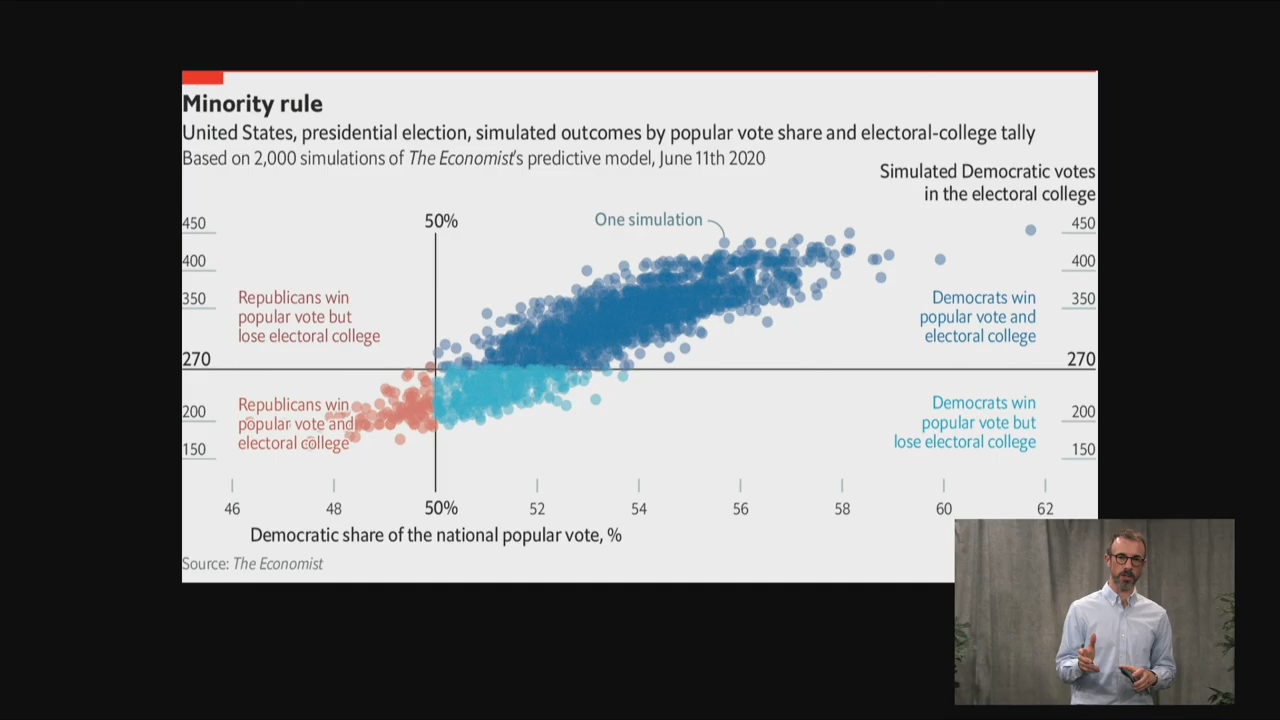 Minority rule
United States, presidential election, simulated outcomes by popular vote share and electoral-college tally
Based on 2,000 simulations of The Economist's predictive model, June 11th 2020
Simulated Democratic votes
in the electoral college
One simulation
50%
450
450
400
400
350
350
Republicans win
popular vote but
lose electoral college
Democrats win
popular vote and
electoral college
270
270
Republicans win
popular vote and
electoral college
Democrats win
popular vote but
lose electoral college
200
200
150
150
46
48
50%
52
54
56
58
60
62
Democratic share of the national popular vote, %
Source: The Economist